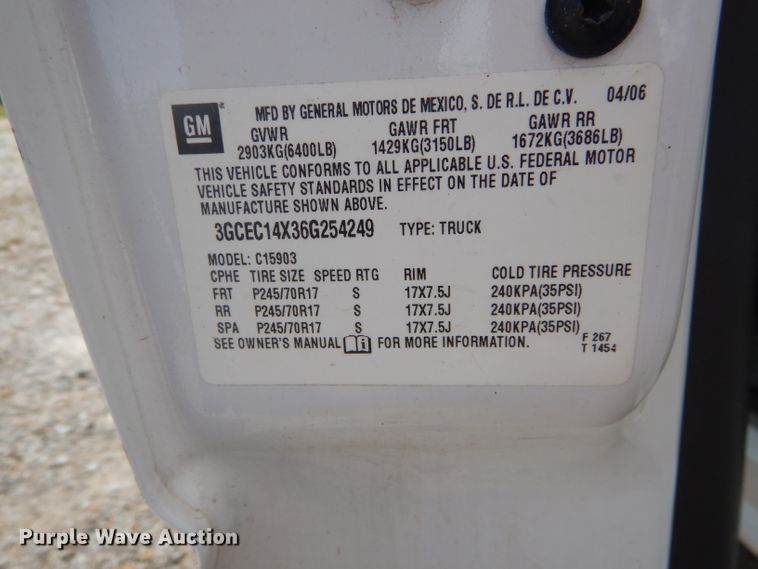 GM
MFD BY GENERAL MOTORS DE MEXICO, S. DE R.L. DE C.V. 04/06
GVWR GAWR FRT GAWR RR
2903KG(6400LB) 1429KG(3150LB) 1672KG(3686LB)
THIS VEHICLE CONFORMS TO ALL APPLICABLE U.S. FEDERAL MOTOR
VEHICLE SAFETY STANDARDS IN EFFECT ON THE DATE OF
MANUFACTURE SHOWN ABOVE.
3GCEC14X36G254249 TYPE: TRUCK
MODEL: C15903
CPHE TIRE SIZE SPEED RTG RIM COLD TIRE PRESSURE
FRT P245/70R17 S 17X7.5J 240KPA(35PSI)
RR P245/70R17 S 17X7.5J 240KPA(35PSI)
SPA P245/70R17 S 17X7.5J 240KPA(35PSI)
SEE OWNER'S MANUAL FOR MORE INFORMATION.
F 267
T 1454
Purple Wave Auction